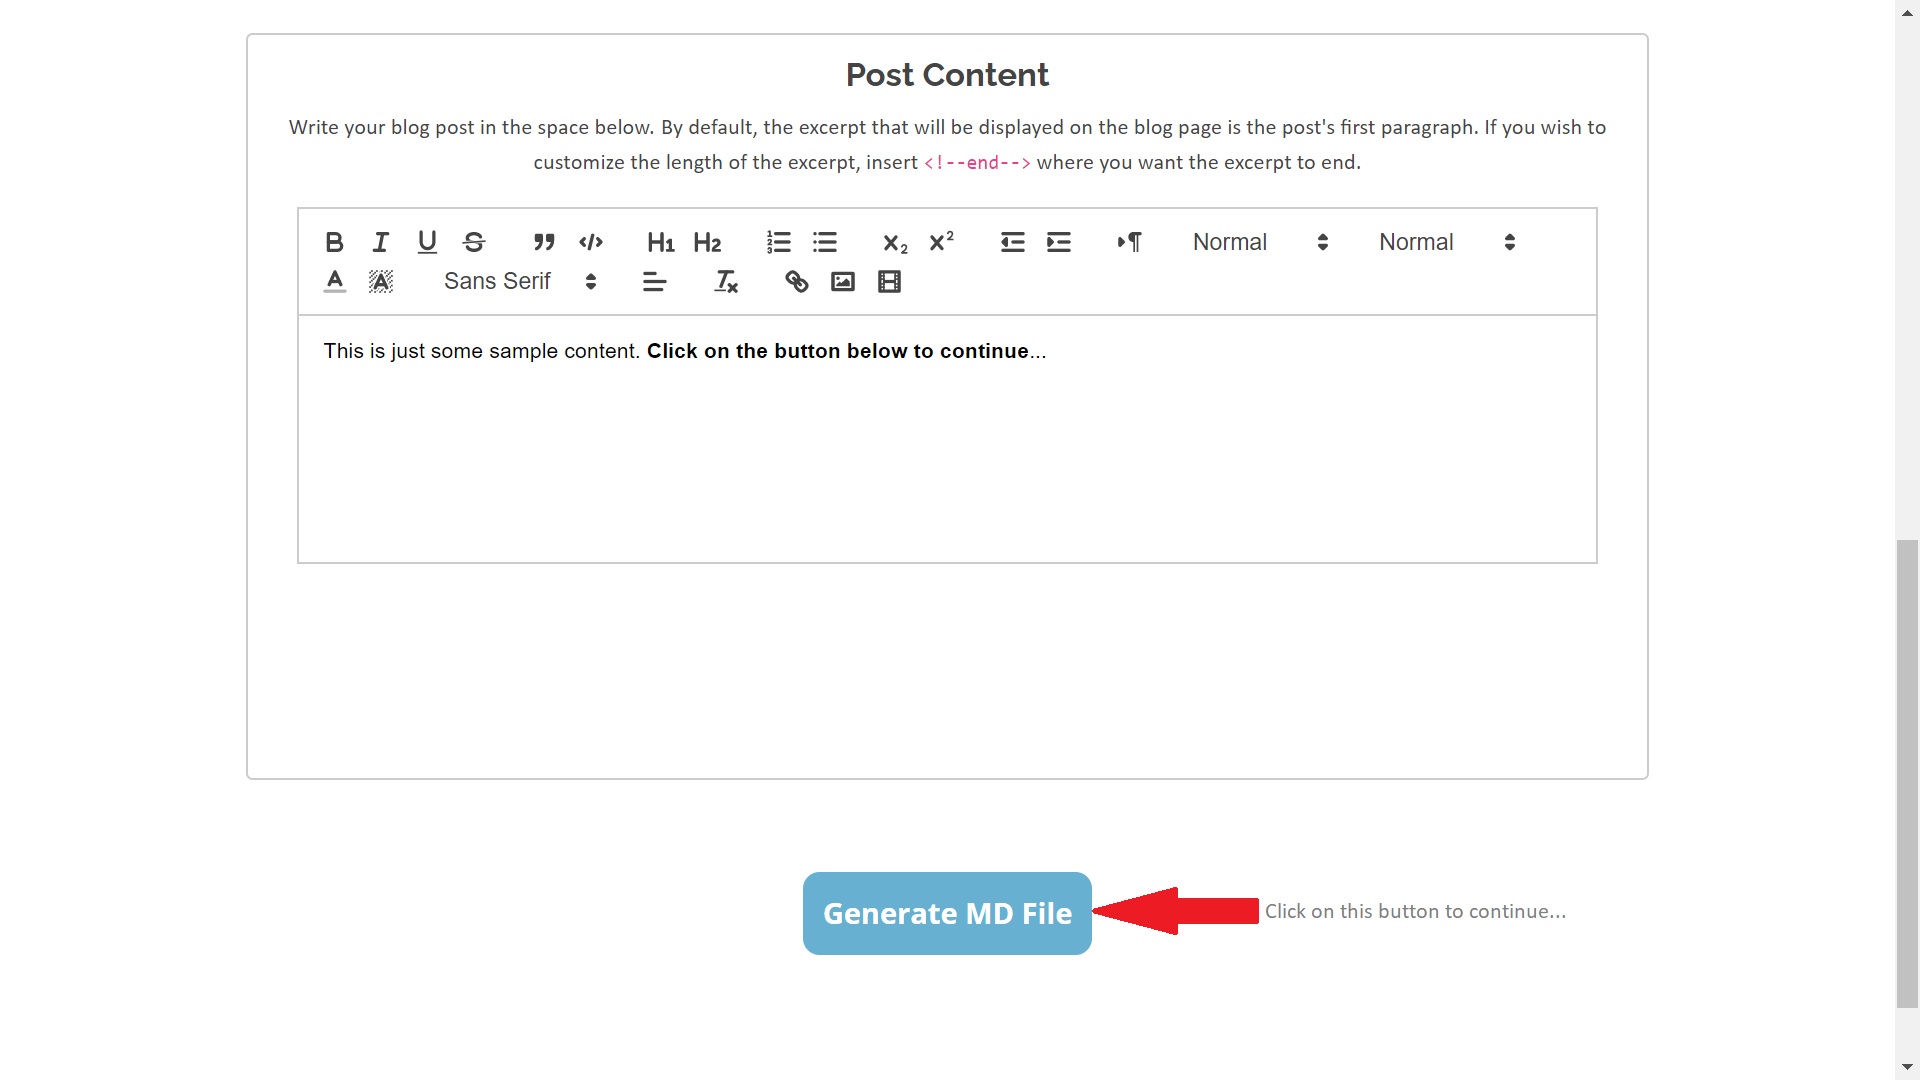 Post Content
Write your blog post in the space below. By default, the excerpt that will be displayed on the blog page is the post's first paragraph. If you wish to
customize the length of the excerpt, insert <!--end--> where you want the excerpt to end.
B I U S H1 H2 x2 x2 Normal Normal
A A Sans Serif Tx
This is just some sample content. Click on the button below to continue...
Generate MD File Click on this button to continue...